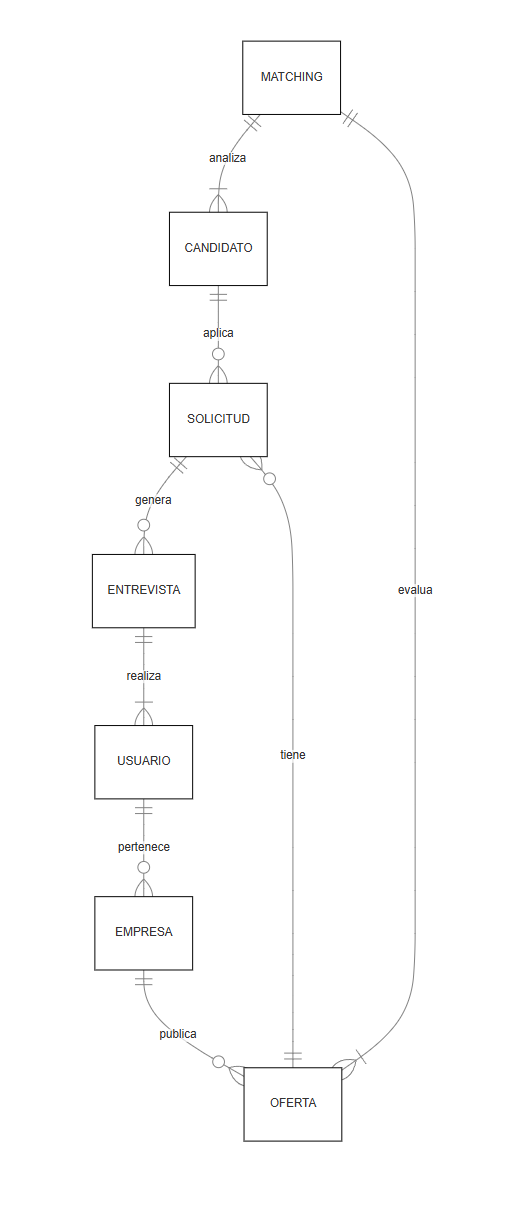 MATCHING
analiza
CANDIDATO
aplica
SOLICITUD
genera
ENTREVISTA
evalua
realiza
USUARIO
tiene
pertenece
EMPRESA
publica
OFERTA